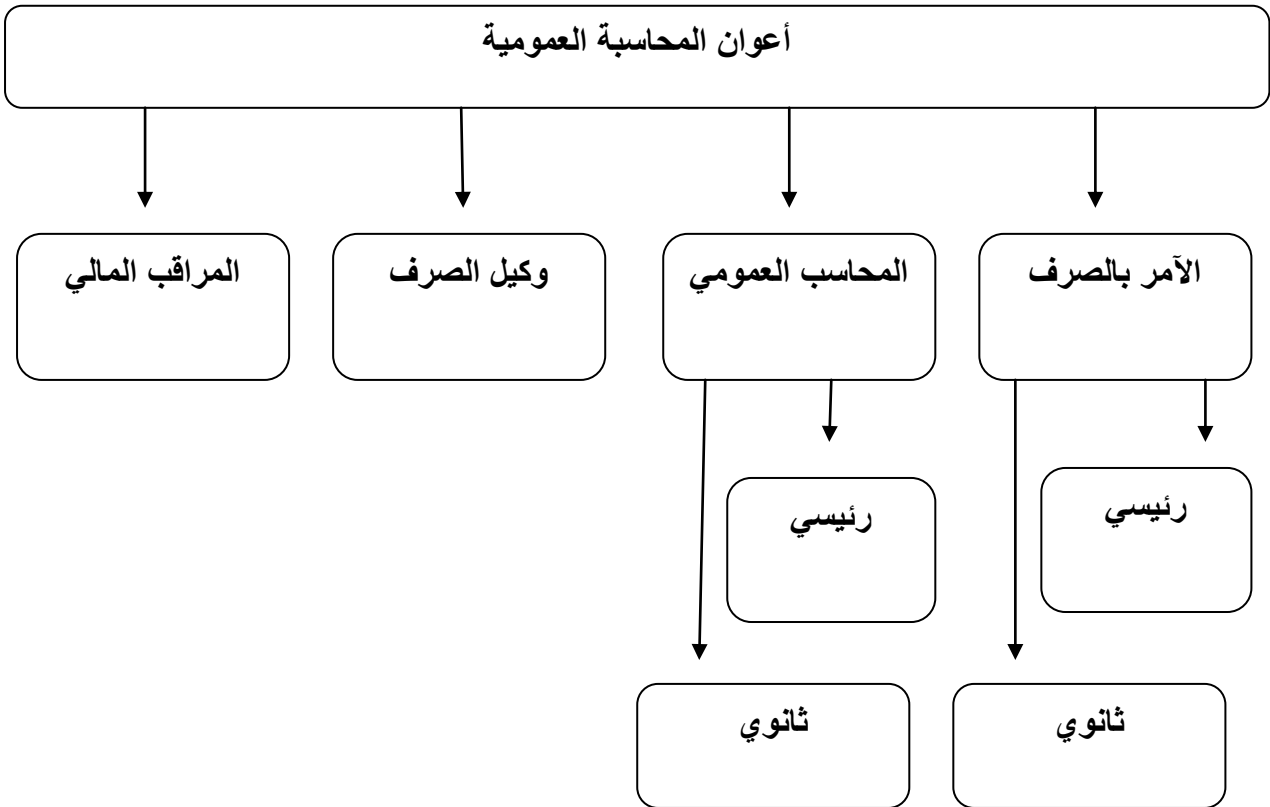 أعوان المحاسبة العمومية
الآمر بالصرف
المحاسب العمومي
وكيل الصرف
المراقب المالي
رئيسي
رئيسي
ثانوي
ثانوي